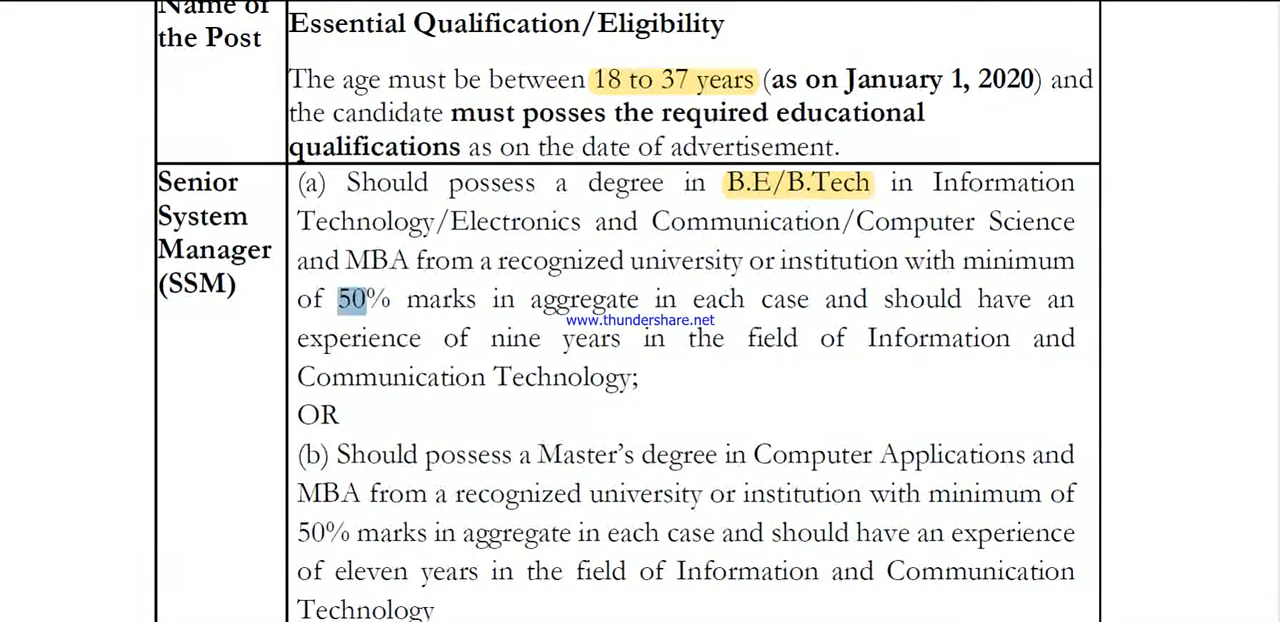 Name of
the Post
Essential Qualification/Eligibility
The age must be between 18 to 37 years (as on January 1, 2020) and
the candidate must posses the required educational
qualifications as on the date of advertisement.
Senior
System
Manager
(SSM)
(a) Should possess a degree in B.E/B.Tech in Information
Technology/Electronics and Communication/Computer Science
and MBA from a recognized university or institution with minimum
of 50% marks in aggregate in each case and should have an
www.thundershare.net
experience of nine years in the field of Information and
Communication Technology;
OR
(b) Should possess a Master's degree in Computer Applications and
MBA from a recognized university or institution with minimum of
50% marks in aggregate in each case and should have an experience
of eleven years in the field of Information and Communication
Technology